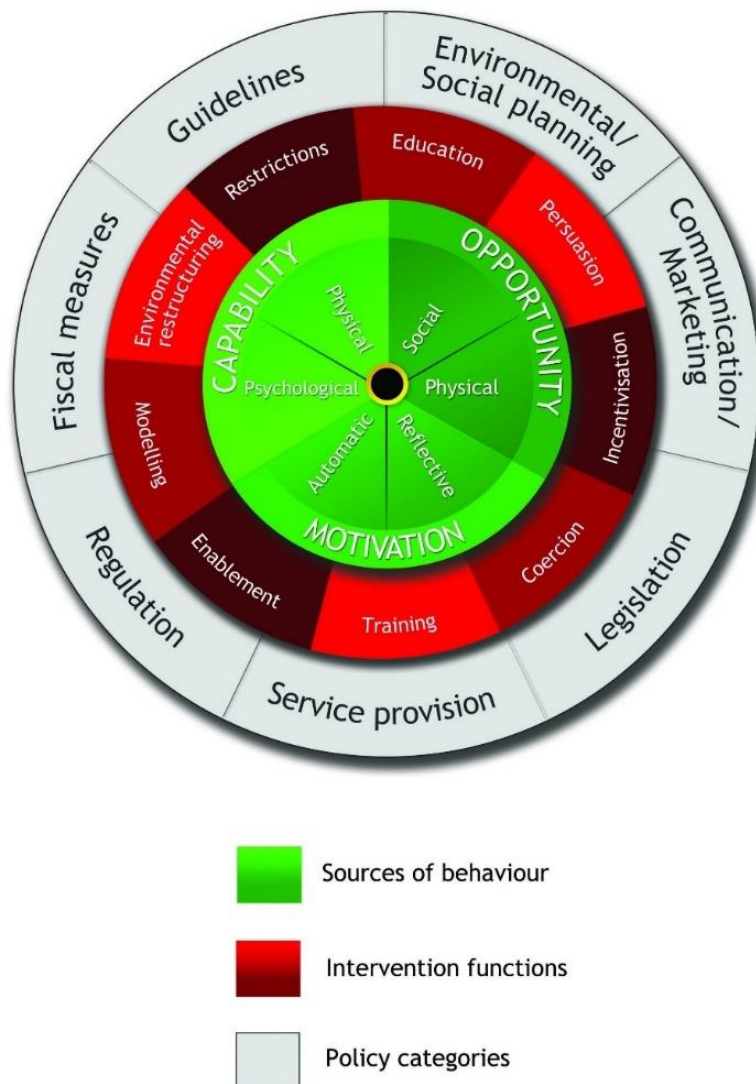 Guidelines
Environmental/
Social planning
Communication/
Marketing
Legislation
Service provision
Regulation
Fiscal measures
Restrictions
Education
Persuasion
Incentivisation
Coercion
Training
Enablement
Modelling
Environmental
restructuring
CAPABILITY
OPPORTUNITY
MOTIVATION
Physical
Social
Physical
Reflective
Automatic
Psychological
Sources of behaviour
Intervention functions
Policy categories